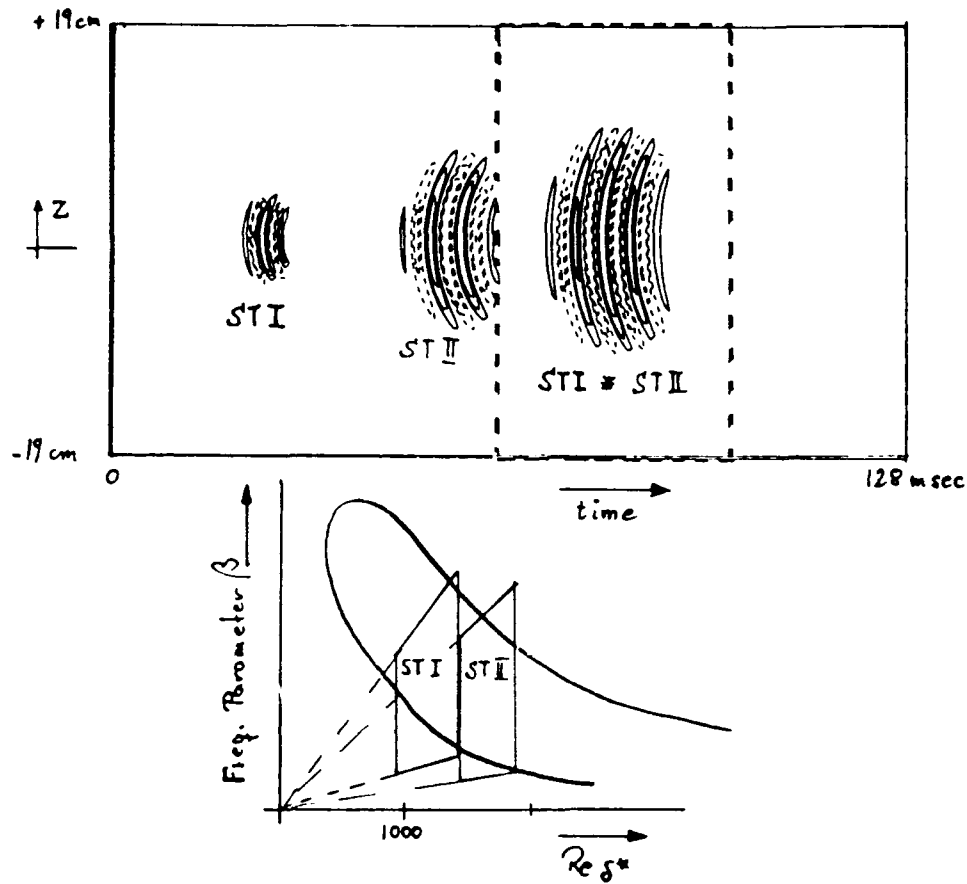 +19 cm
Z
ST I
ST II
ST I * ST II
-19 cm
0
128 msec
time
Freq. Parameter β
ST I
ST II
1000
Re δ*